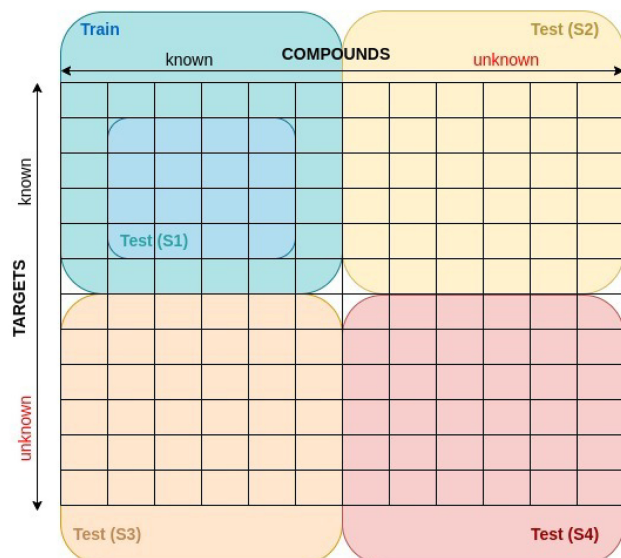 Train
Test (S2)
COMPOUNDS
known
unknown
known
Test (S1)
TARGETS
unknown
Test (S3)
Test (S4)